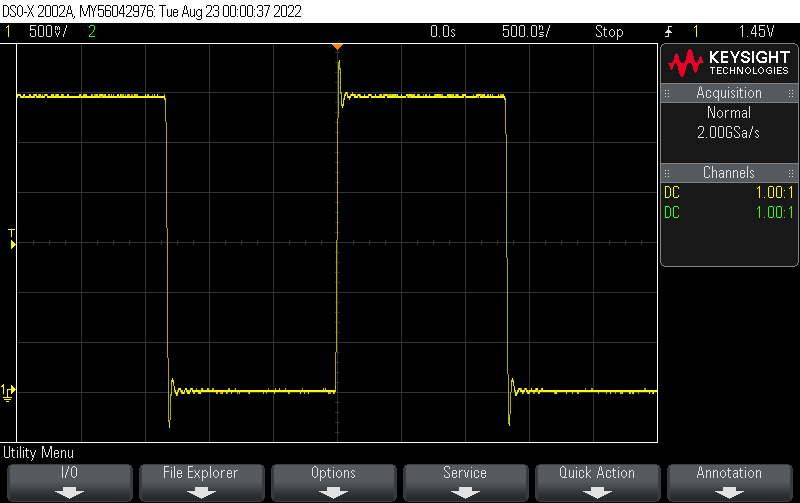 DSO-X 2002A, MY56042976: Tue Aug 23 00:00:37 2022
1 500mV/ 2 0.0s 500.0ns/ Stop 1 1.45V
KEYSIGHT
TECHNOLOGIES
Acquisition
Normal
2.00GSa/s
Channels
DC 1.00:1
DC 1.00:1
T
1
Utility Menu
I/O File Explorer Options Service Quick Action Annotation